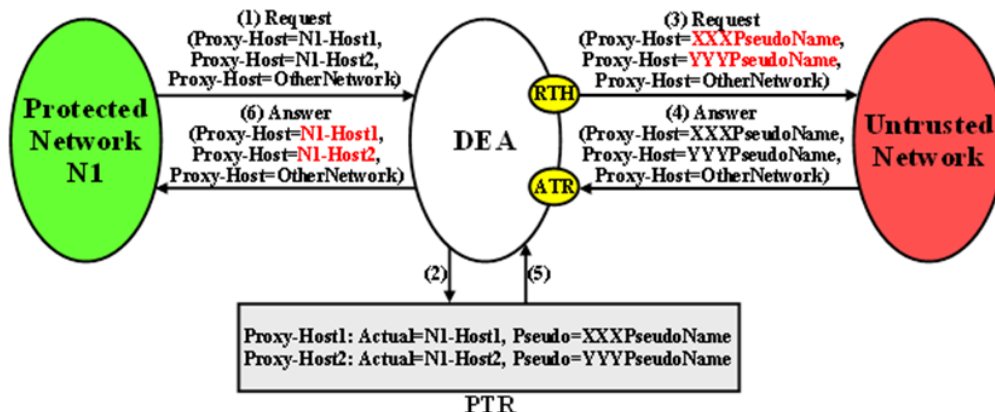 (1) Request
(Proxy-Host=N1-Host1,
Proxy-Host=N1-Host2,
Proxy-Host=OtherNetwork)
(3) Request
(Proxy-Host=XXXPseudoName,
Proxy-Host=YYYPseudoName,
Proxy-Host=OtherNetwork)
Protected
Network
N1
(6) Answer
(Proxy-Host=N1-Host1,
Proxy-Host=N1-Host2,
Proxy-Host=OtherNetwork)
DEA
RTH
ATR
(4) Answer
(Proxy-Host=XXXPseudoName,
Proxy-Host=YYYPseudoName,
Proxy-Host=OtherNetwork)
Untrusted
Network
(2)
(5)
Proxy-Host1: Actual=N1-Host1, Pseudo=XXXPseudoName
Proxy-Host2: Actual=N1-Host2, Pseudo=YYYPseudoName
PTR